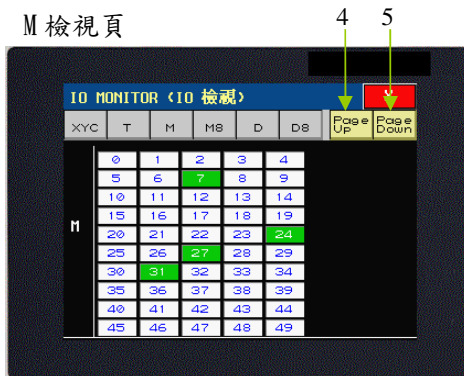 M 檢視頁
4 5
IO MONITOR (IO 檢視)
XYC T M M8 D D8 Page Up Page Down
0 1 2 3 4
5 6 7 8 9
10 11 12 13 14
15 16 17 18 19
M
20 21 22 23 24
25 26 27 28 29
30 31 32 33 34
35 36 37 38 39
40 41 42 43 44
45 46 47 48 49